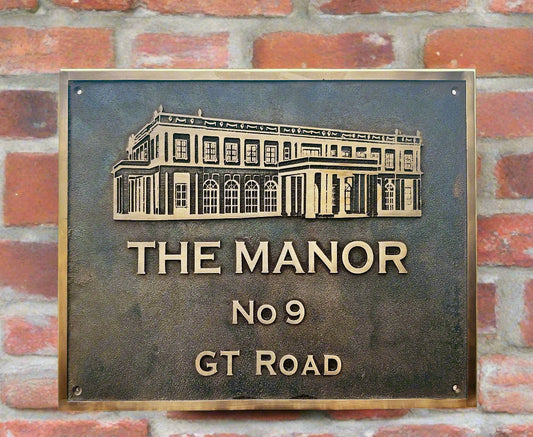 THE MANOR
No 9
GT ROAD